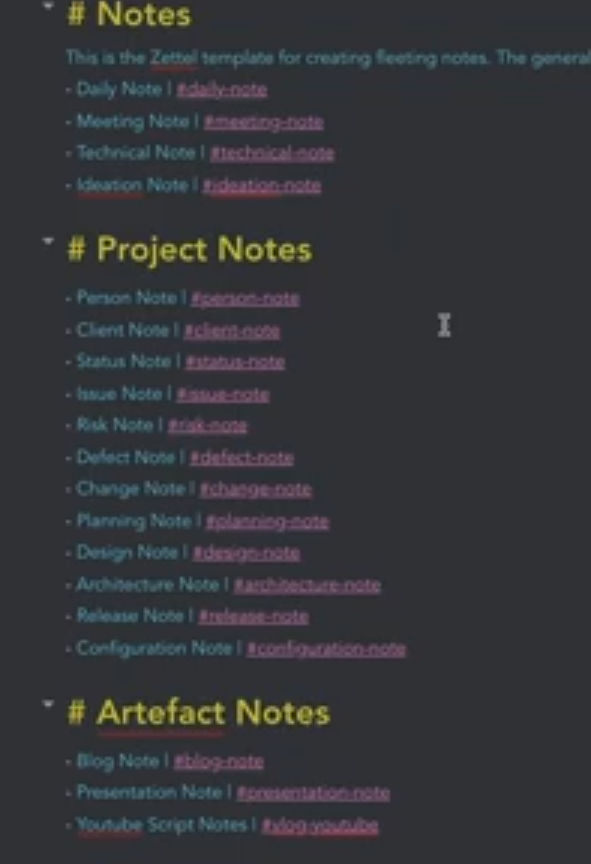 # Notes
This is the Zettel template for creating fleeting notes. The general
- Daily Note | #daily-note
- Meeting Note | #meeting-note
- Technical Note | #technical-note
- Ideation Note | #ideation-note
# Project Notes
- Person Note | #person-note
- Client Note | #client-note
- Status Note | #status-note
- Issue Note | #issue-note
- Risk Note | #risk-note
- Defect Note | #defect-note
- Change Note | #change-note
- Planning Note | #planning-note
- Design Note | #design-note
- Architecture Note | #architecture-note
- Release Note | #release-note
- Configuration Note | #configuration-note
# Artefact Notes
- Blog Note | #blog-note
- Presentation Note | #presentation-note
- Youtube Script Notes | #vlog-youtube